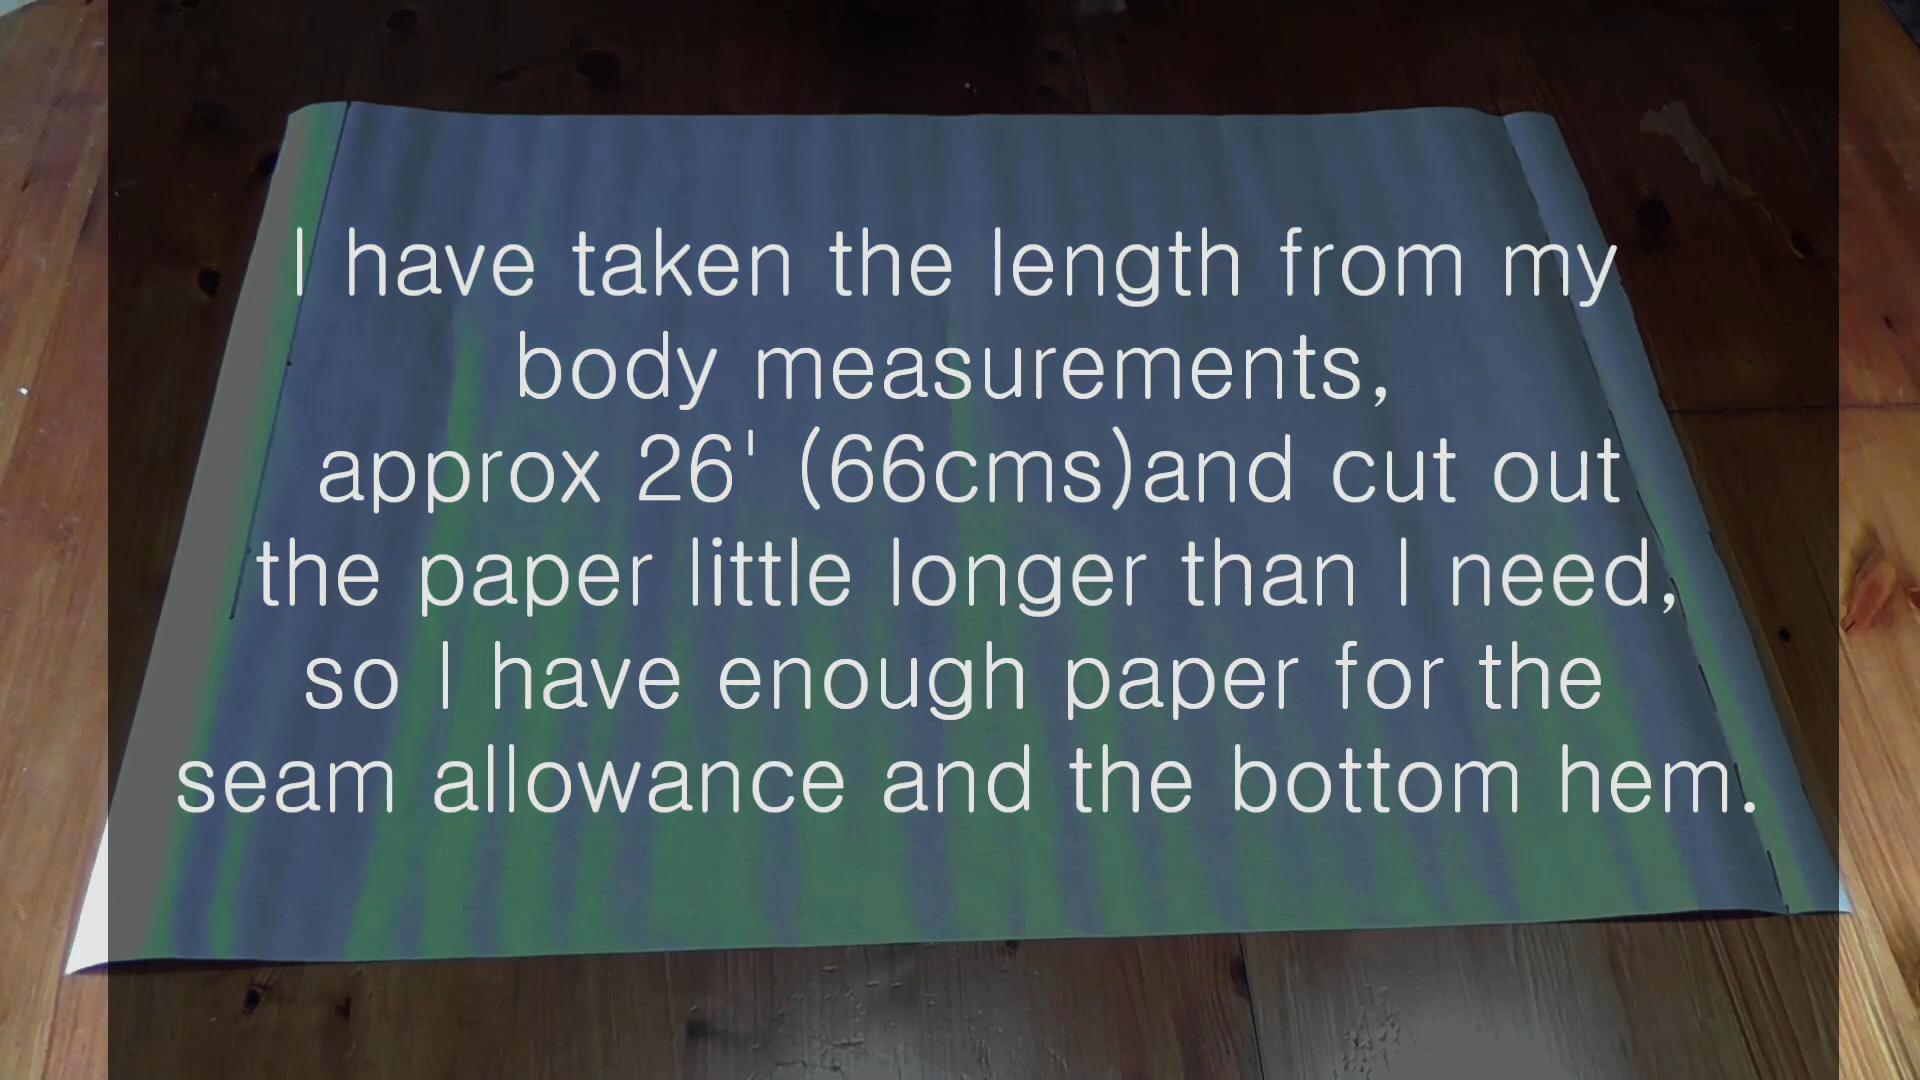 I have taken the length from my
body measurements,
approx 26' (66cms)and cut out
the paper little longer than I need,
so I have enough paper for the
seam allowance and the bottom hem.